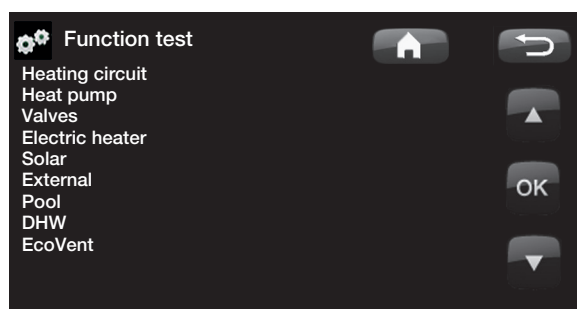 Function test
Heating circuit
Heat pump
Valves
Electric heater
Solar
External
Pool
DHW
EcoVent
OK